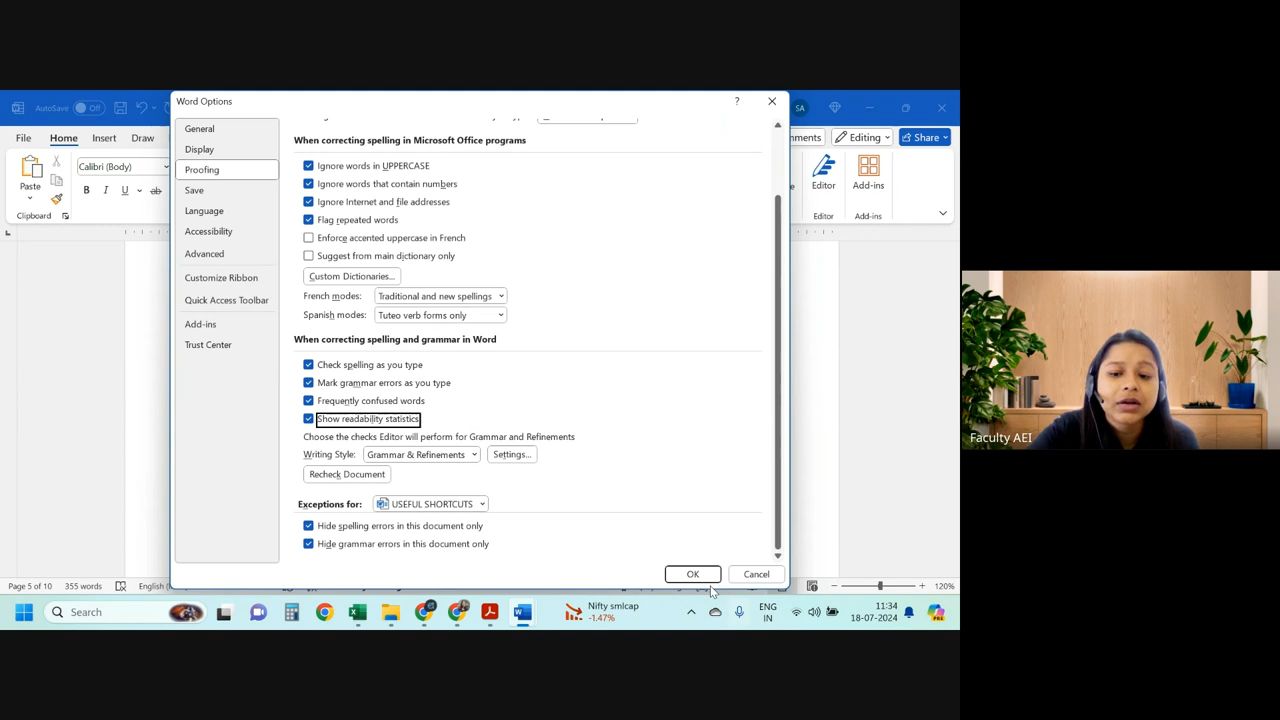 AutoSave Off
Word Options
?
SA
File Home Insert Draw
Comments Editing Share
Calibri (Body)
Paste
B I U ab
Clipboard
Editor Add-ins
Editor Add-ins
General
Display
Proofing
Save
Language
Accessibility
Advanced
Customize Ribbon
Quick Access Toolbar
Add-ins
Trust Center
When correcting spelling in Microsoft Office programs
Ignore words in UPPERCASE
Ignore words that contain numbers
Ignore Internet and file addresses
Flag repeated words
Enforce accented uppercase in French
Suggest from main dictionary only
Custom Dictionaries...
French modes: Traditional and new spellings
Spanish modes: Tuteo verb forms only
When correcting spelling and grammar in Word
Check spelling as you type
Mark grammar errors as you type
Frequently confused words
Show readability statistics
Choose the checks Editor will perform for Grammar and Refinements
Writing Style: Grammar & Refinements Settings...
Recheck Document
Exceptions for: USEFUL SHORTCUTS
Hide spelling errors in this document only
Hide grammar errors in this document only
OK Cancel
Page 5 of 10 355 words English (
120%
Search
Nifty smlcap
-1.47%
ENG
IN
11:34
18-07-2024
Faculty AEI